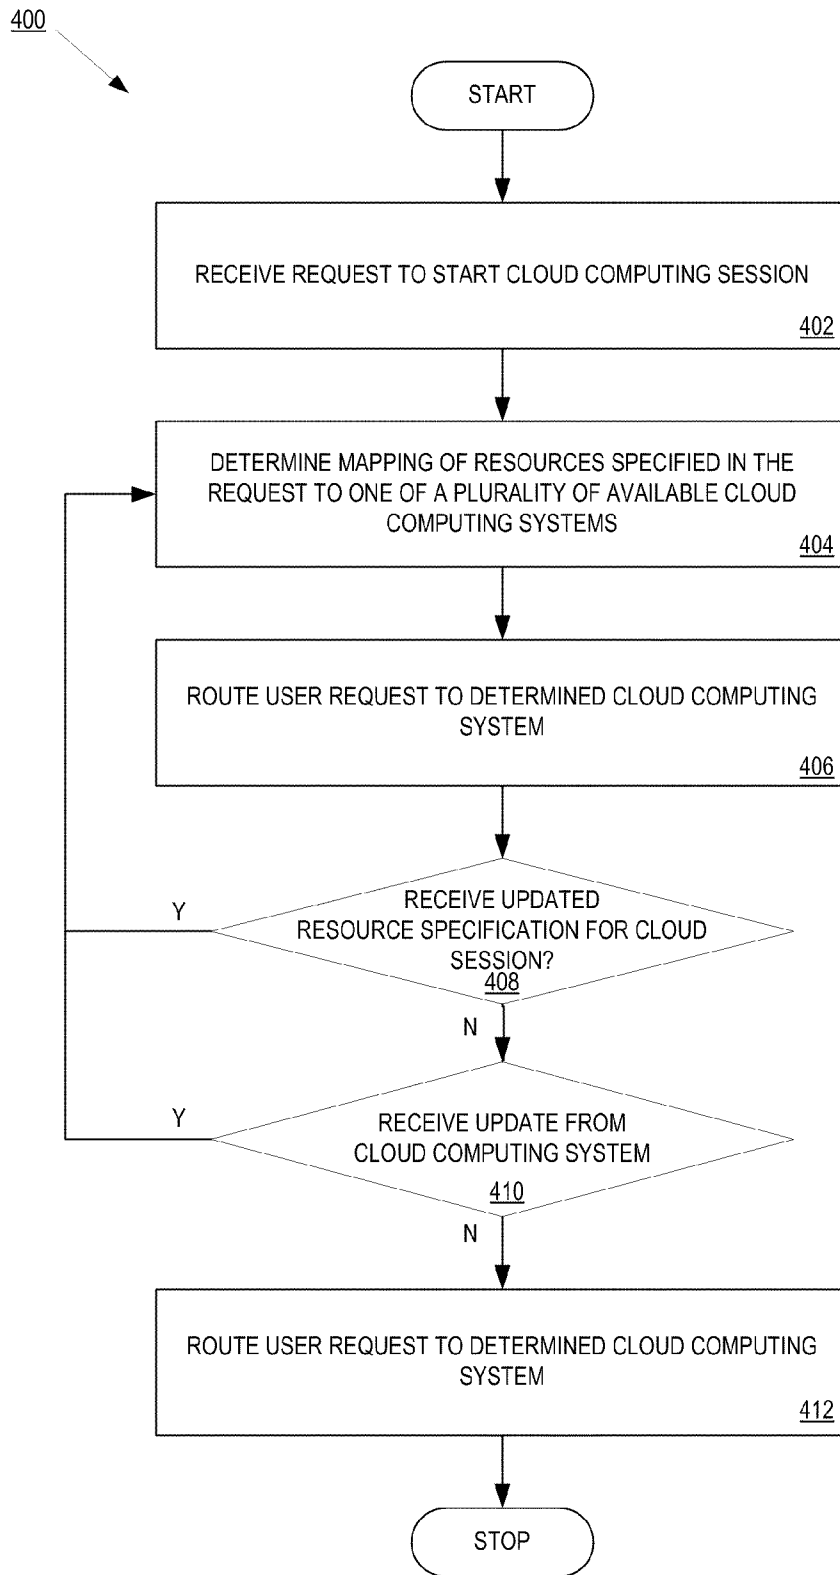 400
START
RECEIVE REQUEST TO START CLOUD COMPUTING SESSION
402
DETERMINE MAPPING OF RESOURCES SPECIFIED IN THE
REQUEST TO ONE OF A PLURALITY OF AVAILABLE CLOUD
COMPUTING SYSTEMS
404
ROUTE USER REQUEST TO DETERMINED CLOUD COMPUTING
SYSTEM
406
RECEIVE UPDATED
RESOURCE SPECIFICATION FOR CLOUD
SESSION?
408
Y
N
RECEIVE UPDATE FROM
CLOUD COMPUTING SYSTEM
410
Y
N
ROUTE USER REQUEST TO DETERMINED CLOUD COMPUTING
SYSTEM
412
STOP